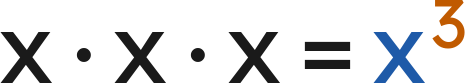 x · x · x = x³